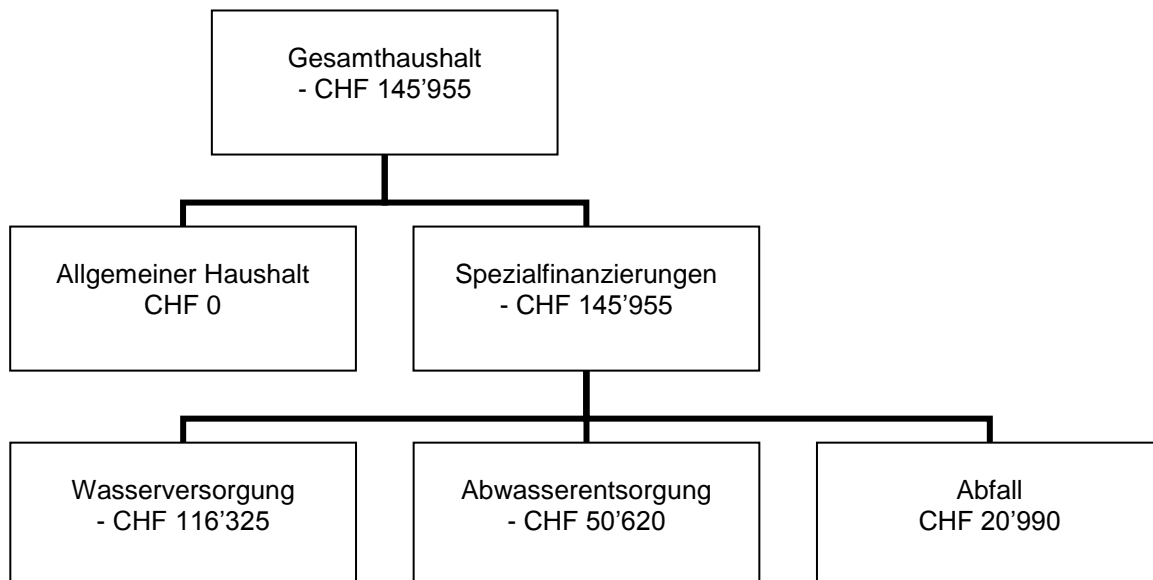 Gesamthaushalt
- CHF 145’955
Allgemeiner Haushalt
CHF 0
Spezialfinanzierungen
- CHF 145’955
Wasserversorgung
- CHF 116’325
Abwasserentsorgung
- CHF 50’620
Abfall
CHF 20’990